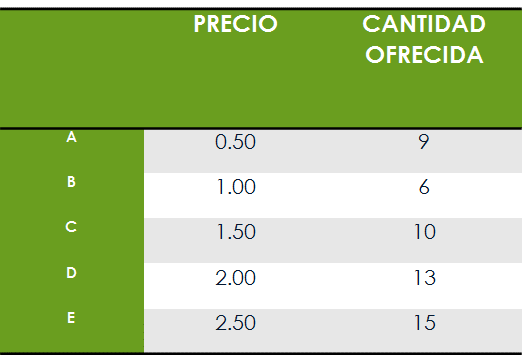 PRECIO CANTIDAD
OFRECIDA
A 0.50 9
B 1.00 6
C 1.50 10
D 2.00 13
E 2.50 15